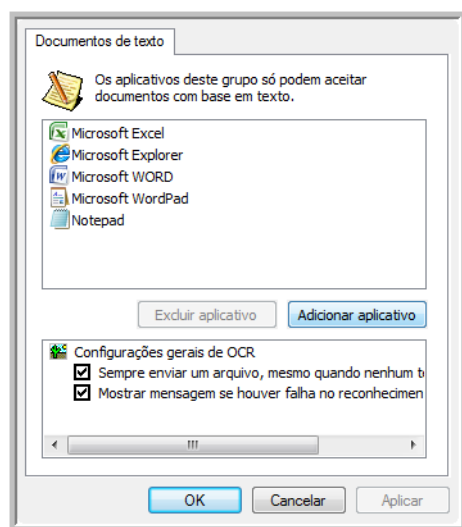 Documentos de texto
Os aplicativos deste grupo só podem aceitar
documentos com base em texto.
Microsoft Excel
Microsoft Explorer
Microsoft WORD
Microsoft WordPad
Notepad
Excluir aplicativo
Adicionar aplicativo
Configurações gerais de OCR
Sempre enviar um arquivo, mesmo quando nenhum
Mostrar mensagem se houver falha no
OK
Cancelar
Aplicar